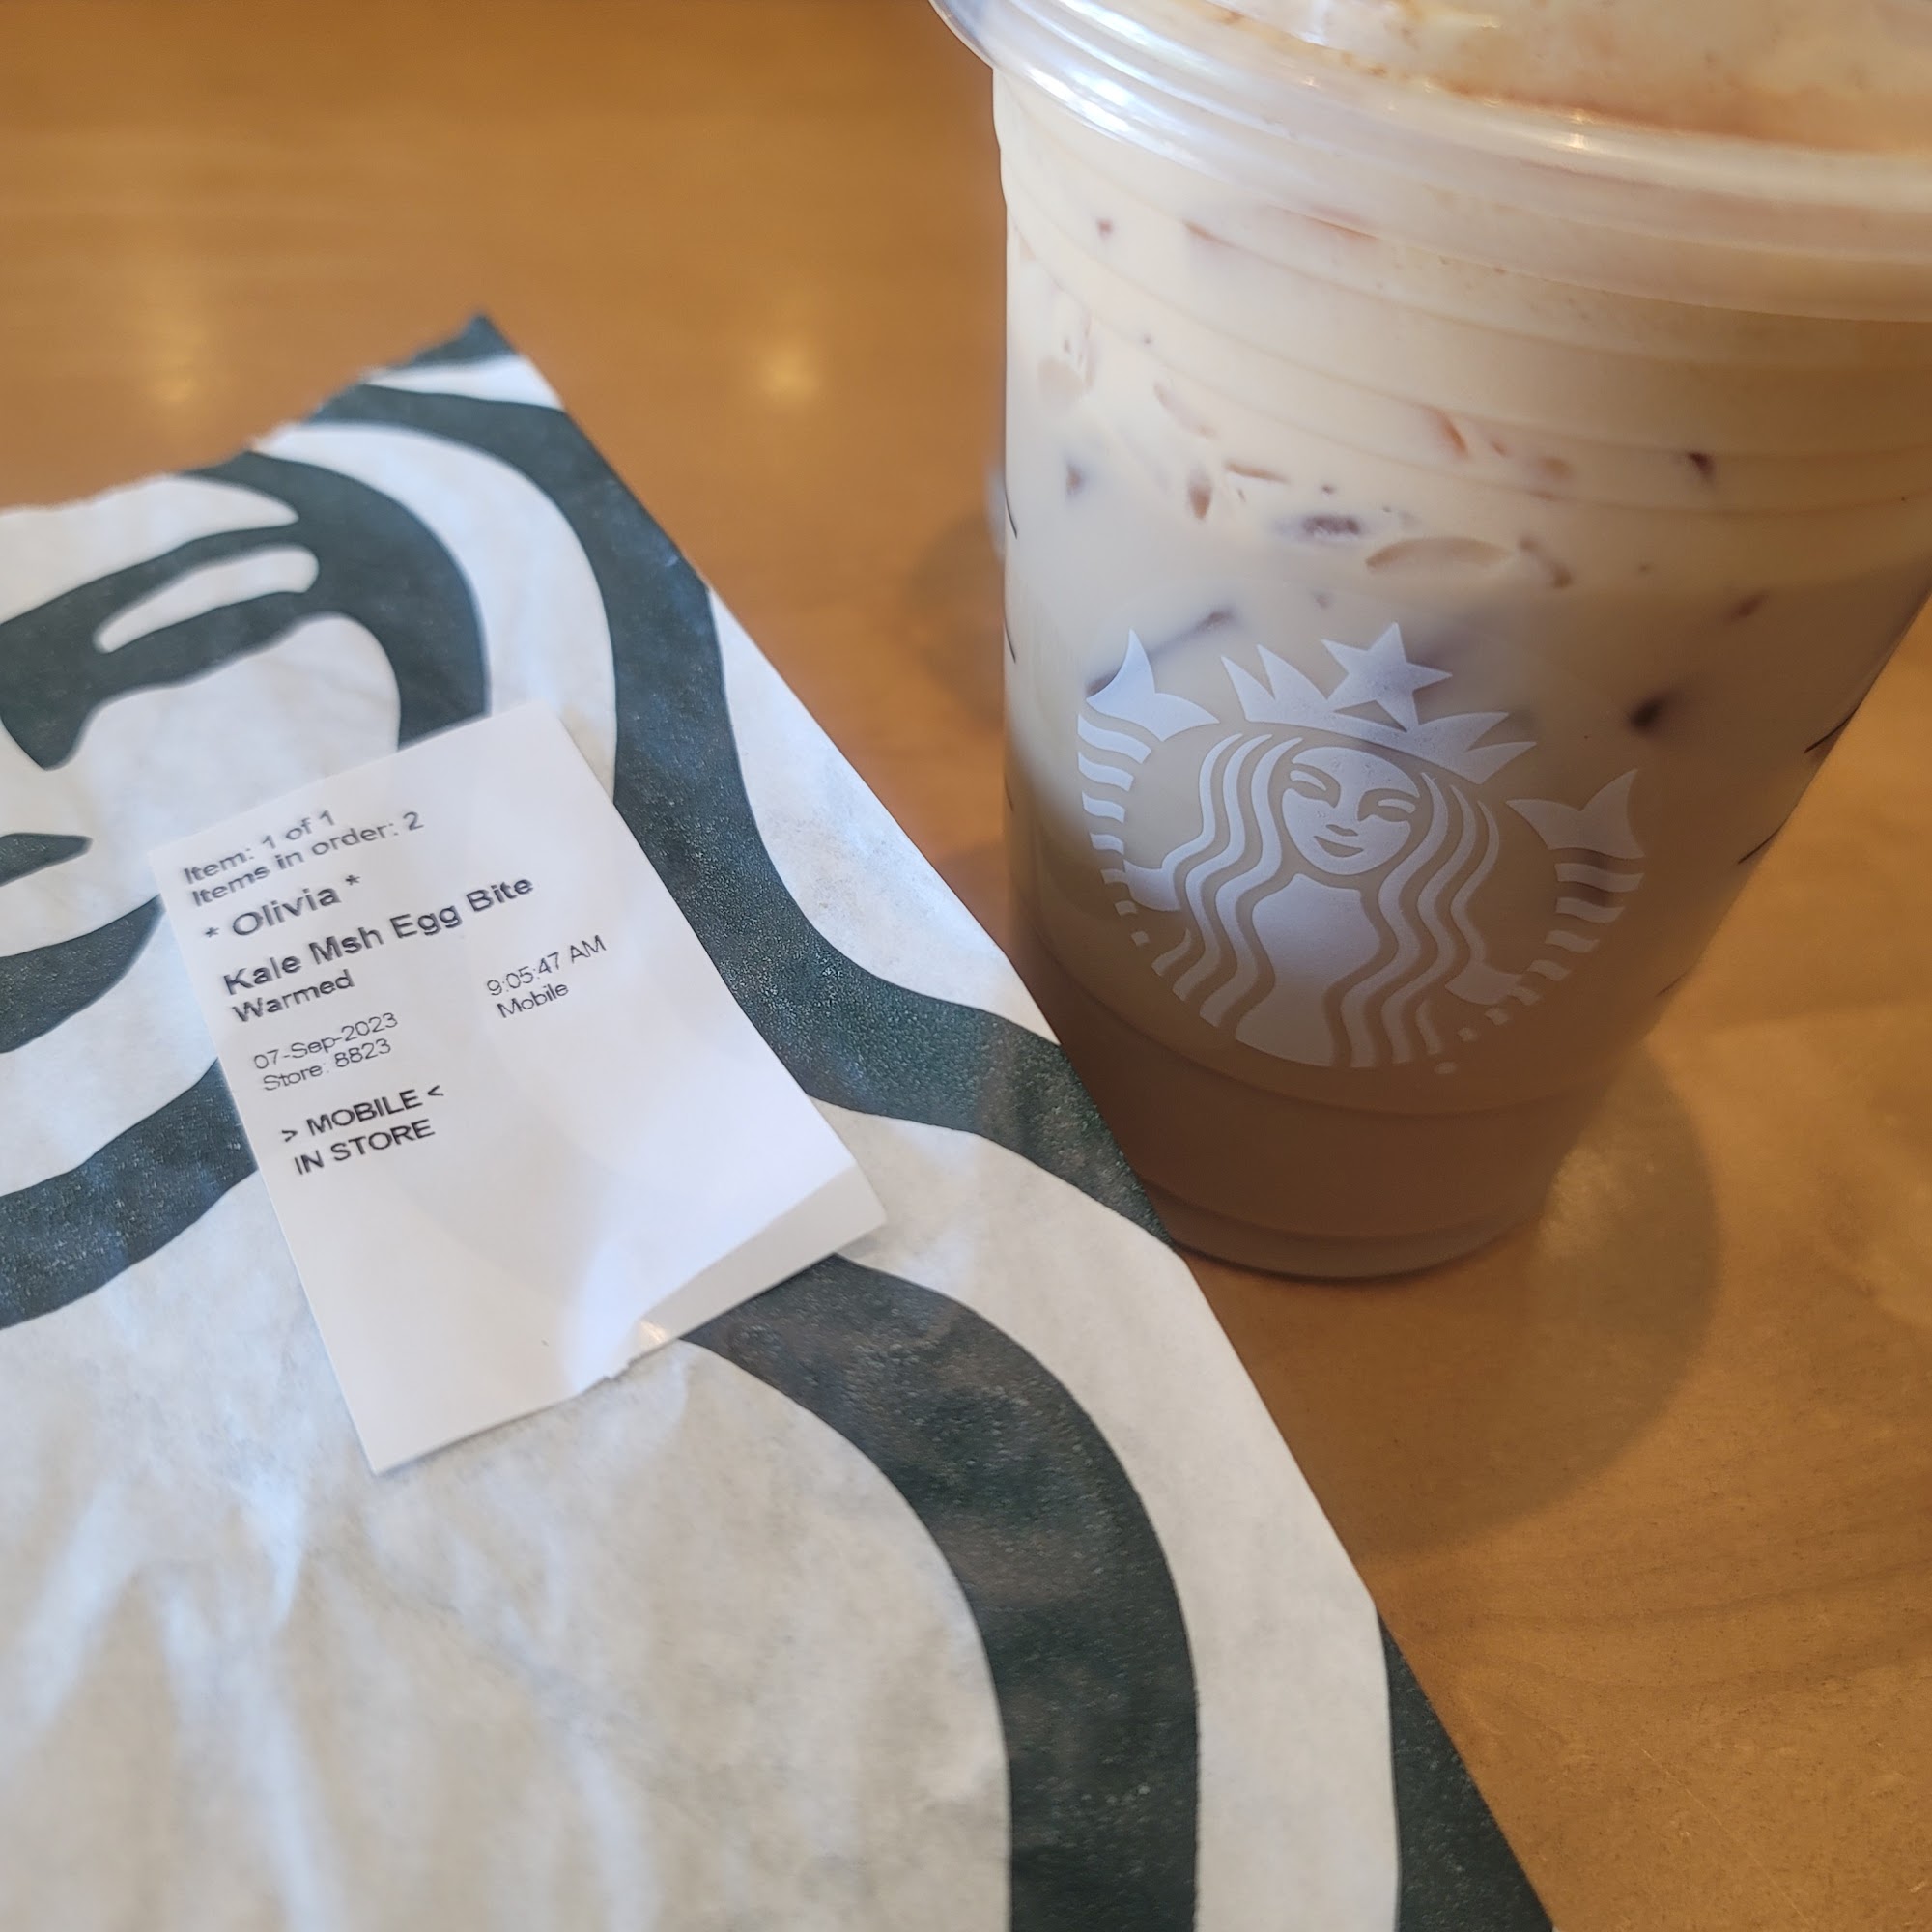 Item: 1 of 1
Items in order: 2
* Olivia *
Kale Msh Egg Bite
Warmed
07-Sep-2023 9:05:47 AM
Store: 8823 Mobile
> MOBILE <
IN STORE